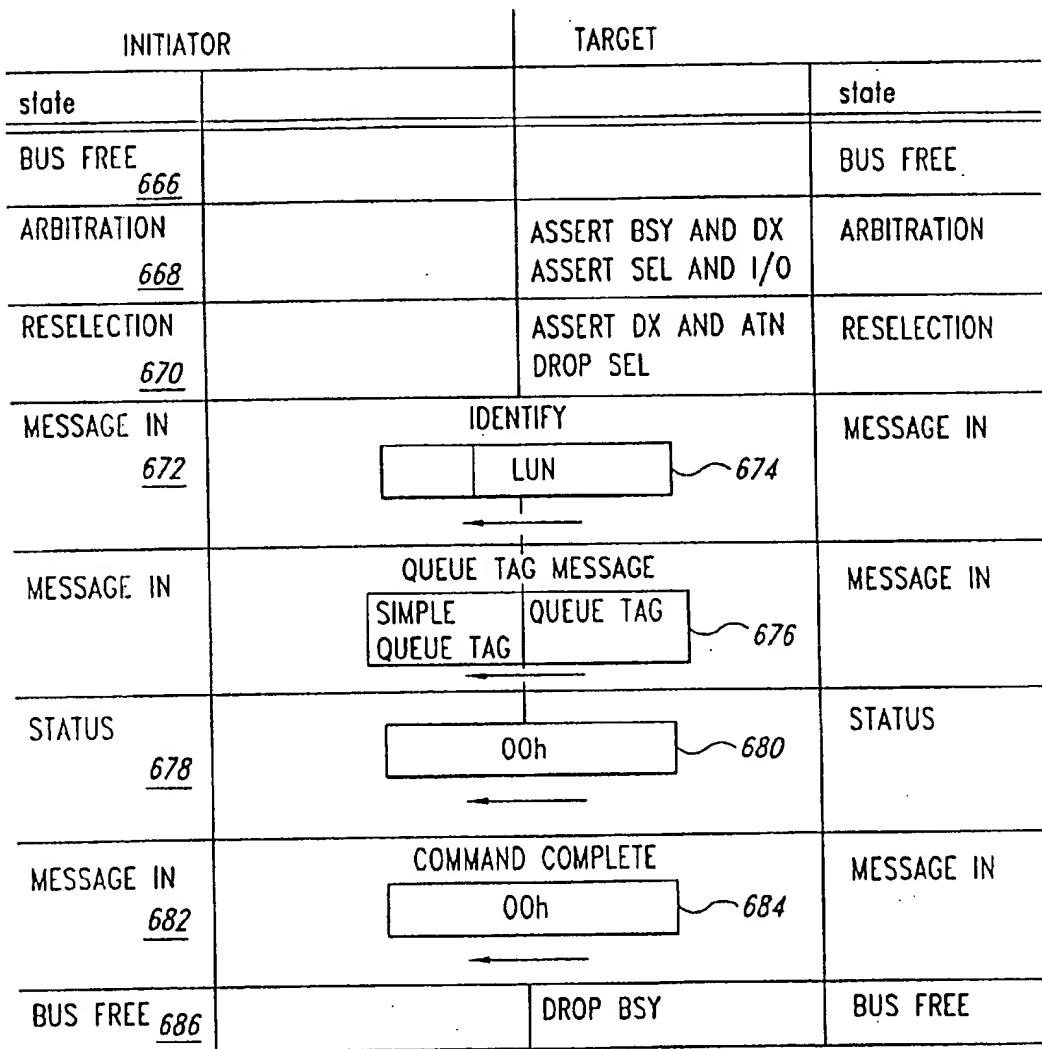 INITIATOR TARGET
state state
BUS FREE BUS FREE
666
ARBITRATION ASSERT BSY AND DX ARBITRATION
668 ASSERT SEL AND I/O
RESELECTION ASSERT DX AND ATN RESELECTION
670 DROP SEL
MESSAGE IN IDENTIFY MESSAGE IN
672 LUN 674
MESSAGE IN QUEUE TAG MESSAGE MESSAGE IN
SIMPLE QUEUE TAG
QUEUE TAG 676
STATUS STATUS
678 00h 680
MESSAGE IN COMMAND COMPLETE MESSAGE IN
682 00h 684
BUS FREE 686 DROP BSY BUS FREE